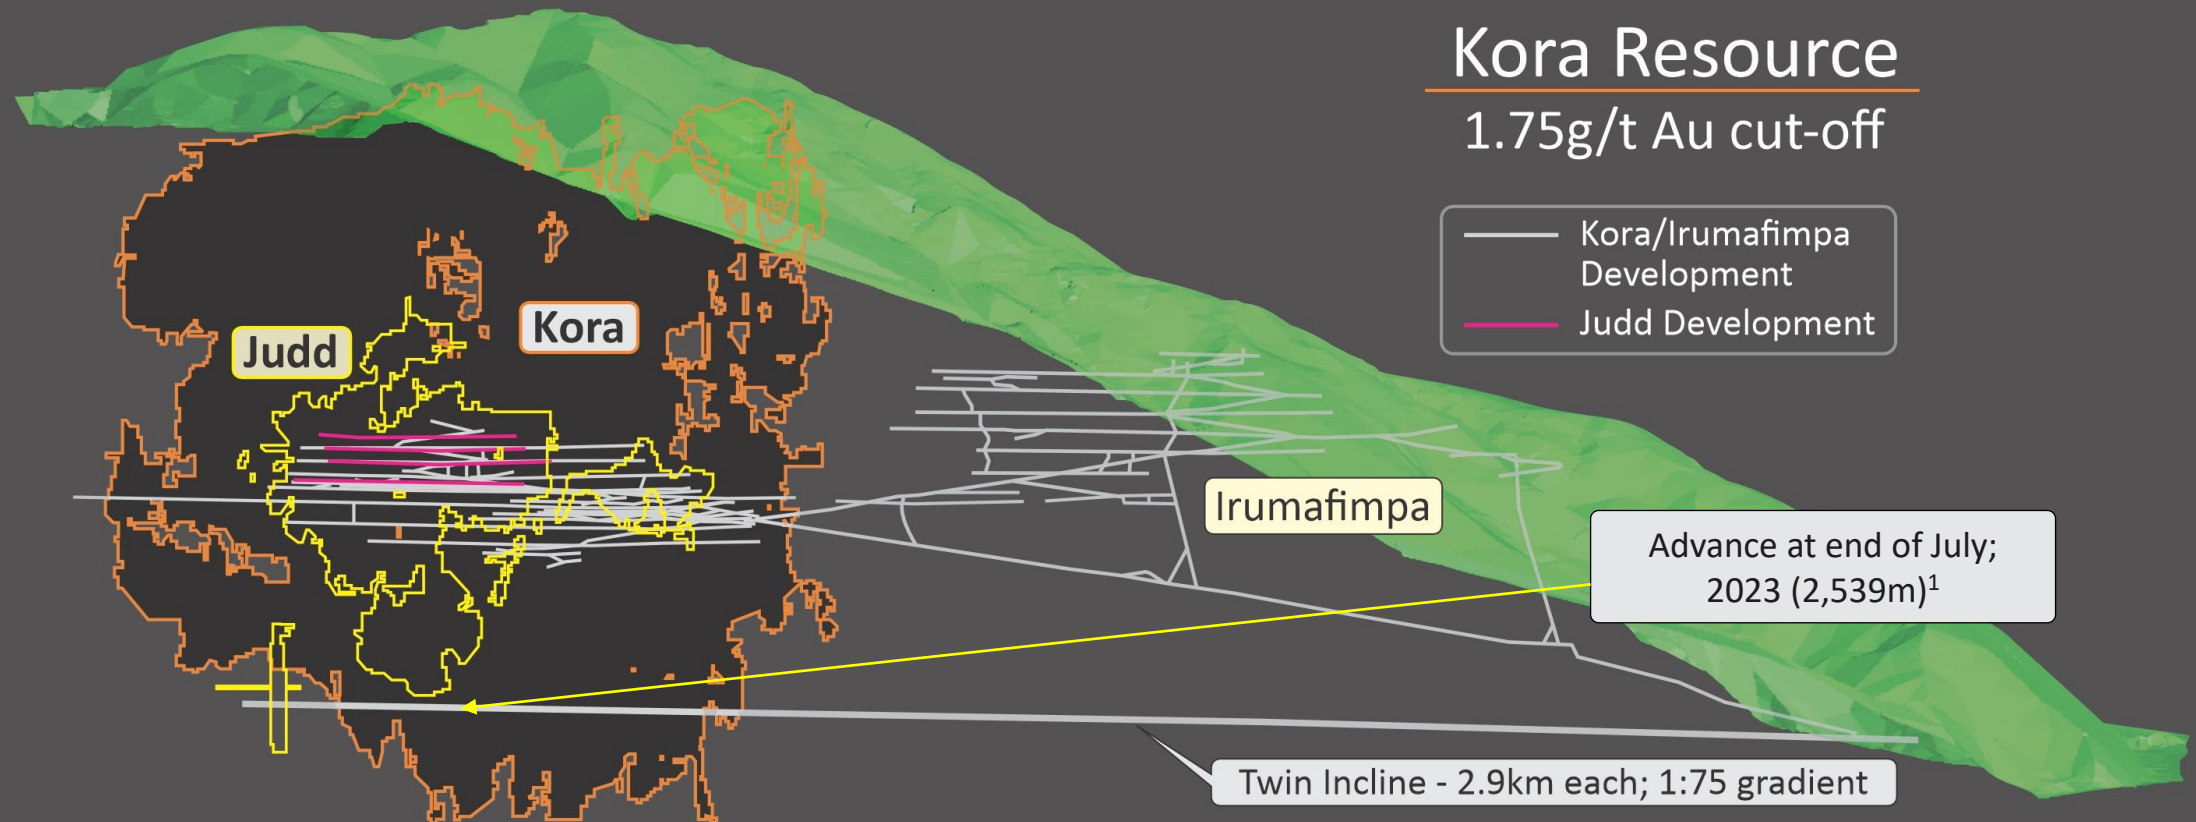 Kora Resource
1.75g/t Au cut-off
Kora/Irumafimpa
Development
Judd Development
Kora
Judd
Irumafimpa
Advance at end of July;
2023 (2,539m)¹
Twin Incline - 2.9km each; 1:75 gradient